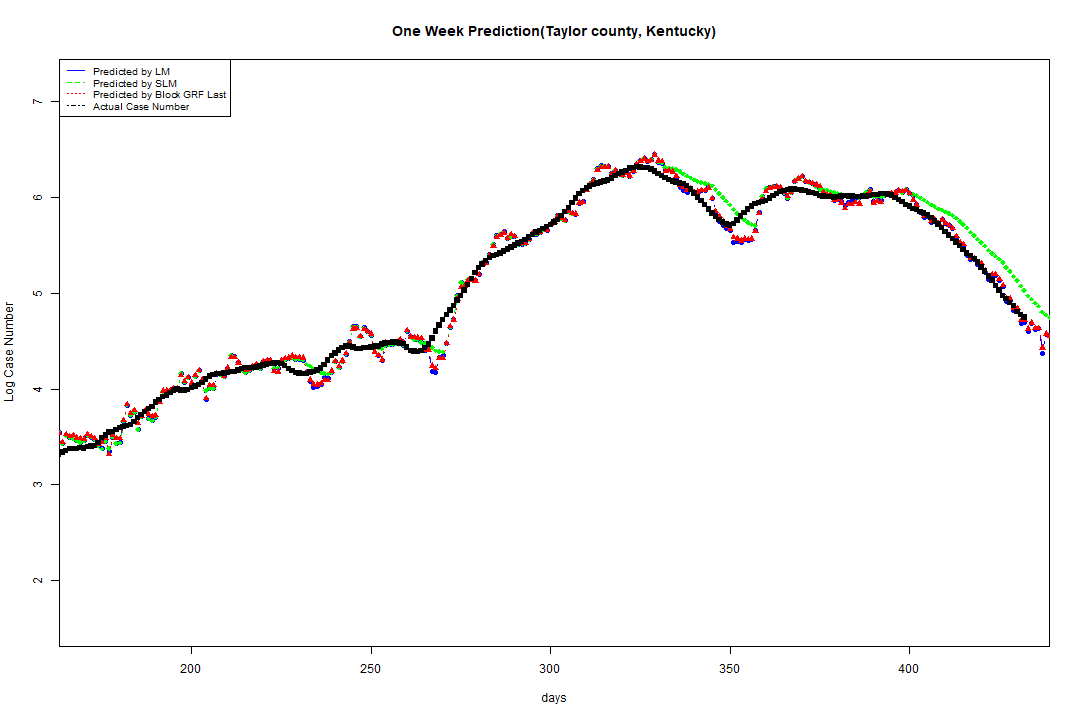 One Week Prediction(Taylor county, Kentucky)
Predicted by LM
Predicted by SLM
Predicted by Block GRF Last
Actual Case Number
7
6
5
4
3
2
Log Case Number
200 250 300 350 400
days